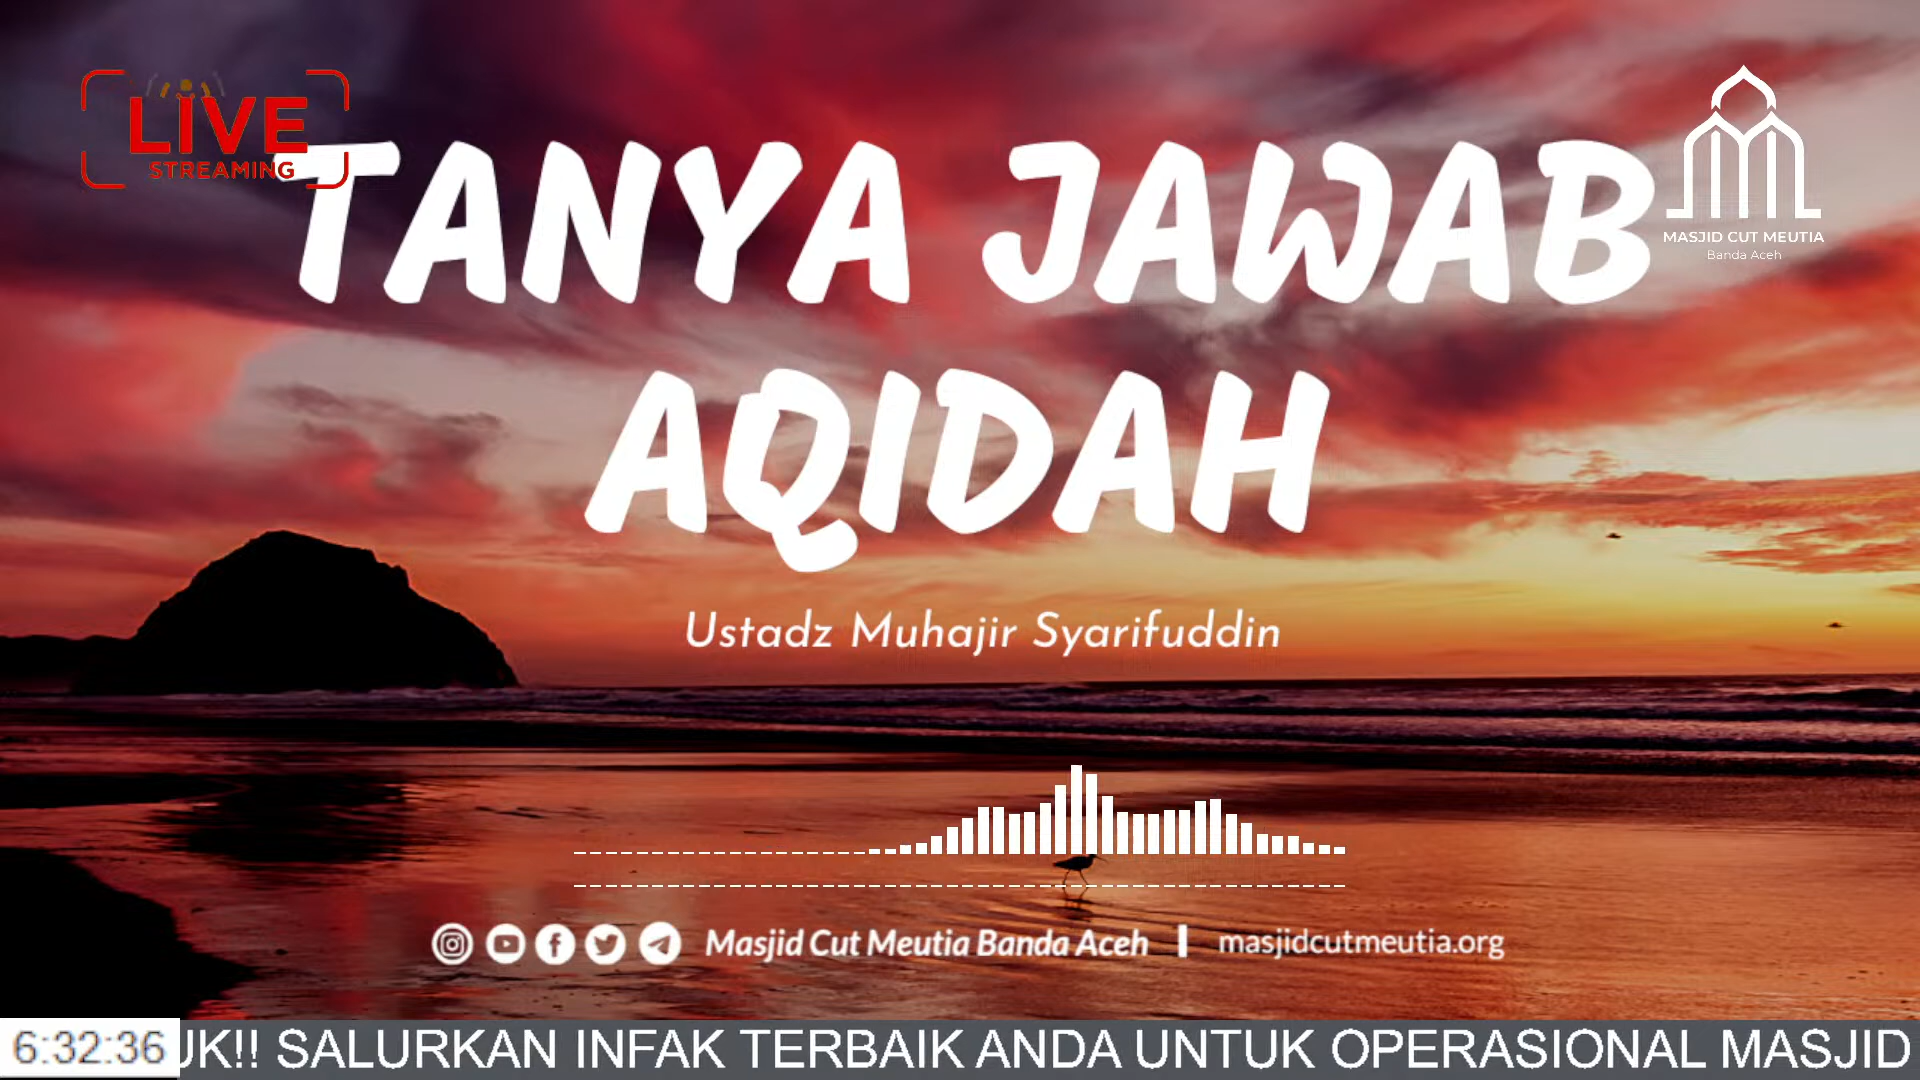 LIVE
STREAMING
TANYA JAWAB
AQIDAH
MASJID CUT MEUTIA
Banda Aceh
Ustadz Muhajir Syarifuddin
Masjid Cut Meutia Banda Aceh | masjidcutmeutia.org
6:32:36 UK!! SALURKAN INFAK TERBAIK ANDA UNTUK OPERASIONAL MASJID